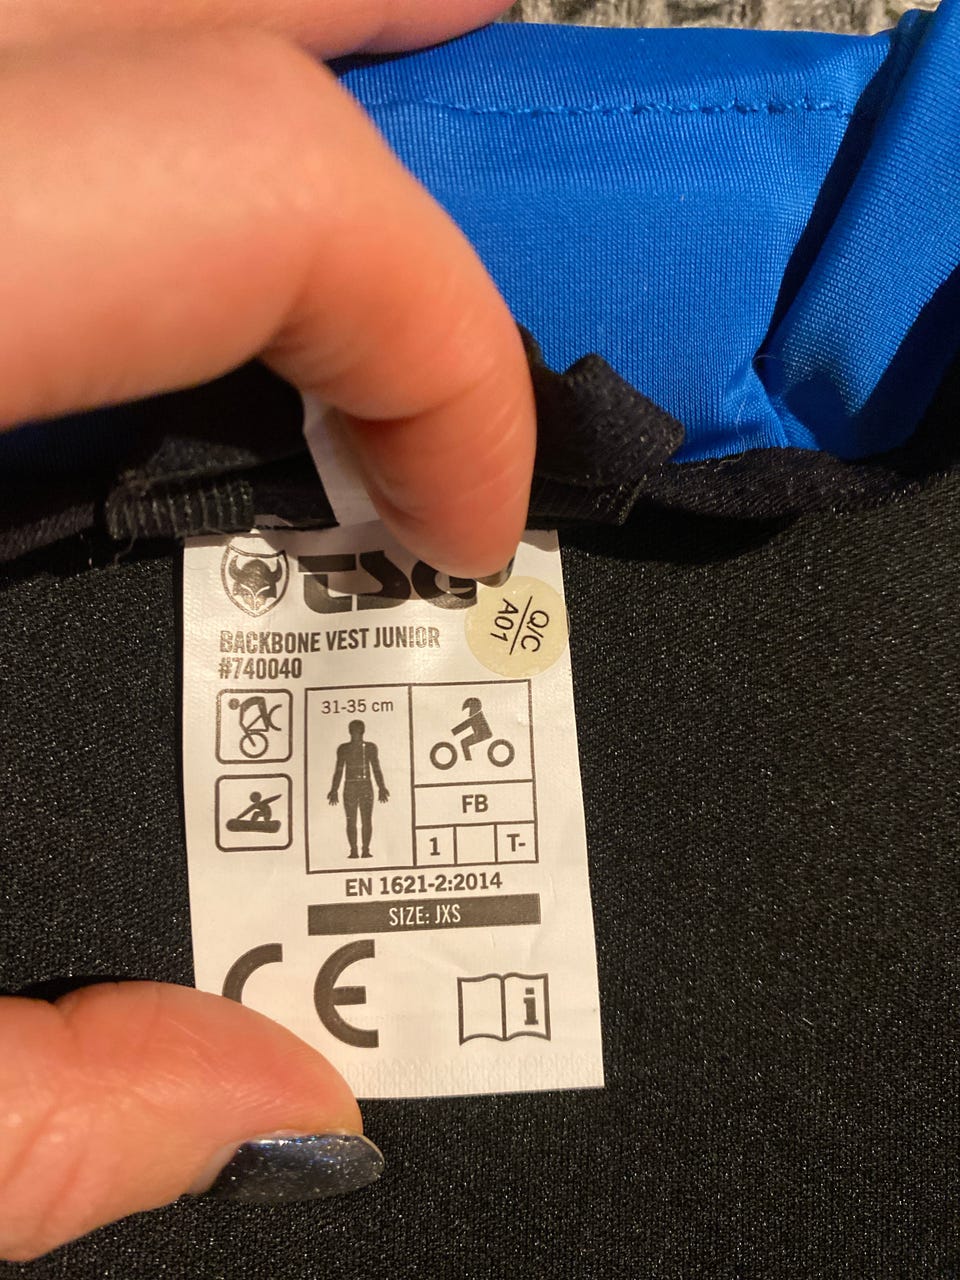 TSG
Q/C
A01
BACKBONE VEST JUNIOR
#740040
31-35 cm
FB
1
T-
EN 1621-2:2014
SIZE: JXS
CE
i